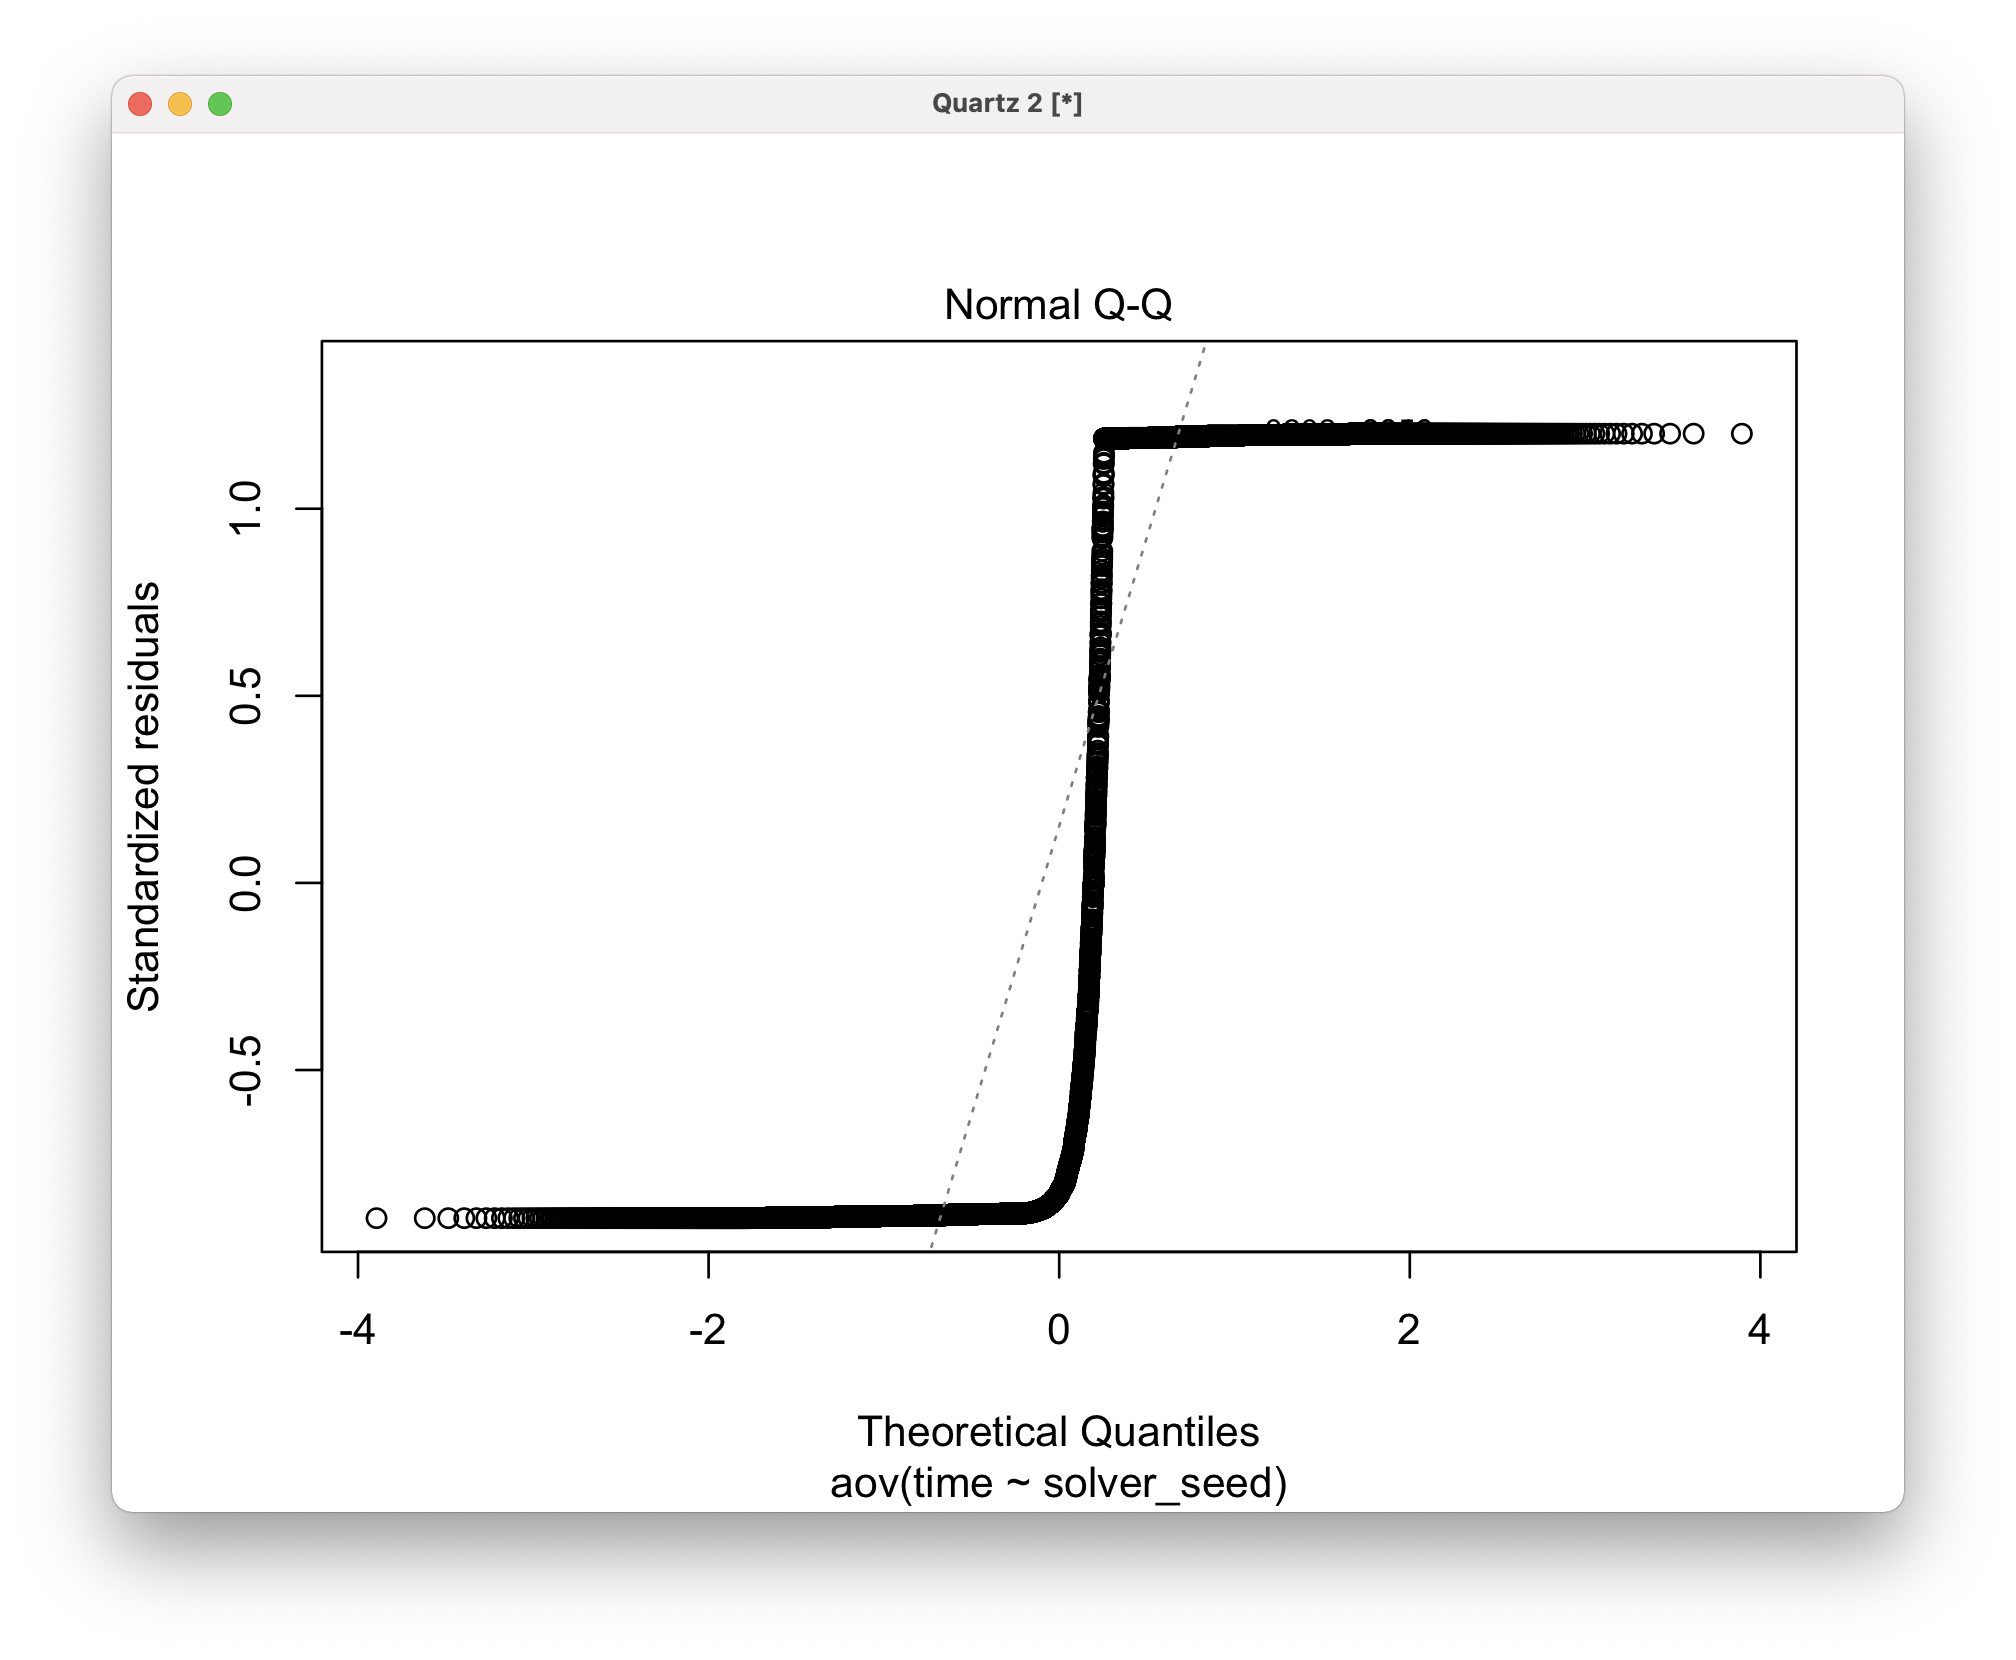 Quartz 2 [*]
Normal Q-Q
Standardized residuals
1.0
0.5
0.0
-0.5
-4 -2 0 2 4
Theoretical Quantiles
aov(time ~ solver_seed)